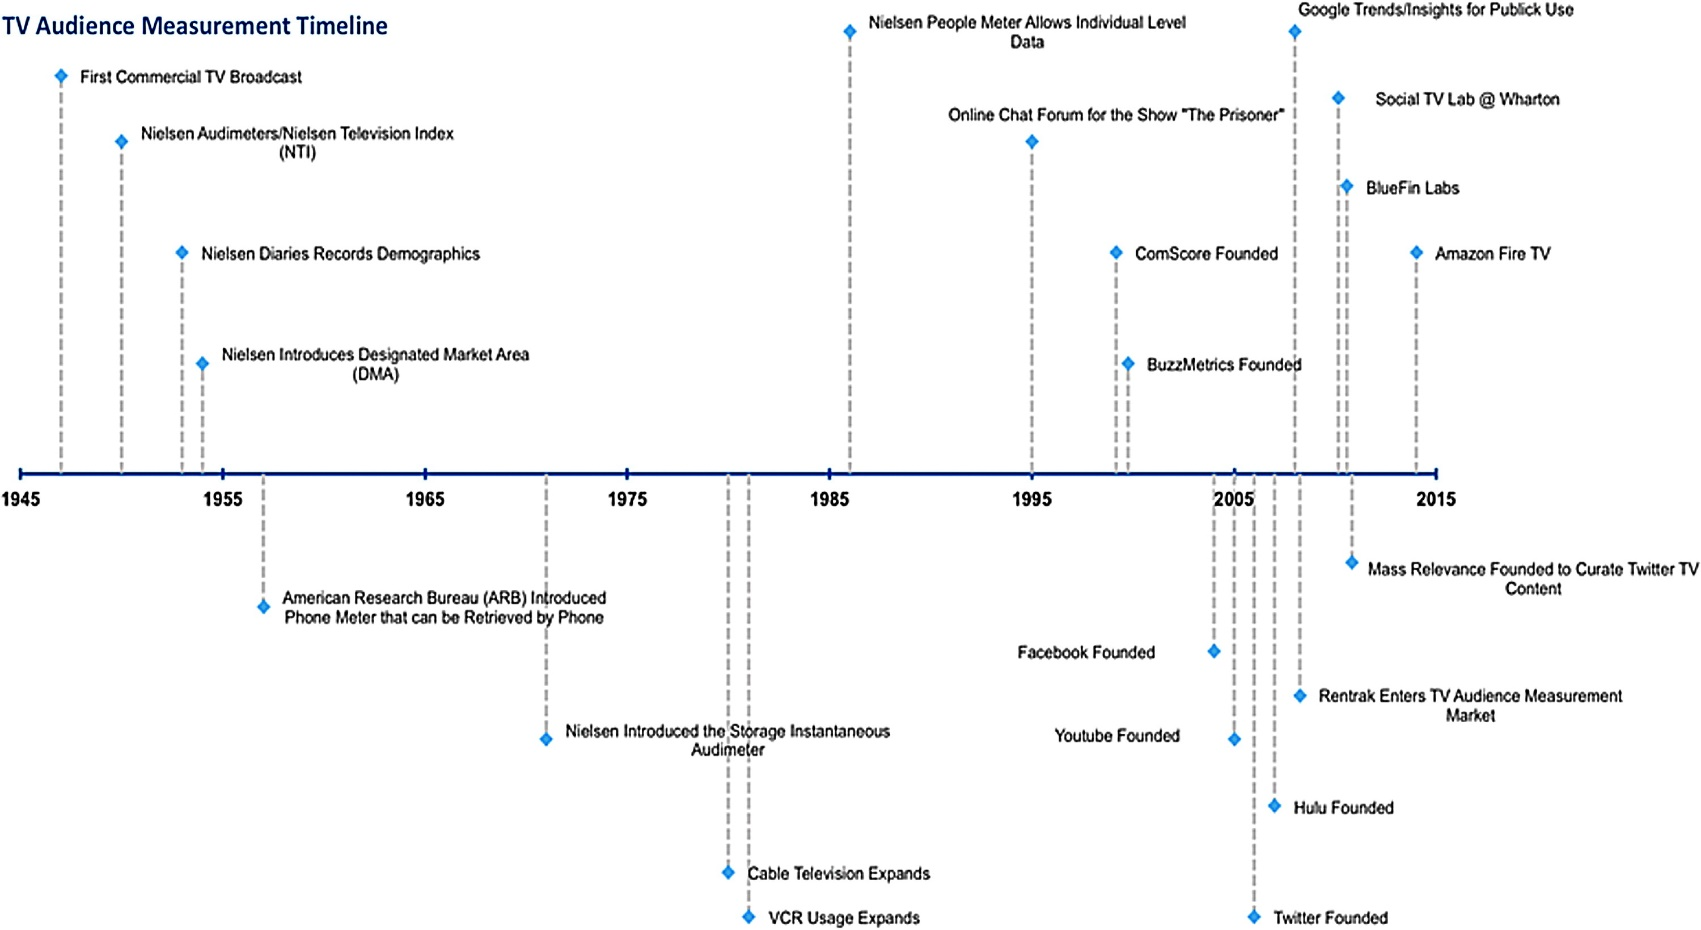 TV Audience Measurement Timeline
First Commercial TV Broadcast
Nielsen Audimeters/Nielsen Television Index
(NTI)
Nielsen Diaries Records Demographics
Nielsen Introduces Designated Market Area
(DMA)
Nielsen People Meter Allows Individual Level
Data
Online Chat Forum for the Show "The Prisoner"
ComScore Founded
BuzzMetrics Founded
Google Trends/Insights for Publick Use
Social TV Lab @ Wharton
BlueFin Labs
Amazon Fire TV
1945 1955 1965 1975 1985 1995 2005 2015
American Research Bureau (ARB) Introduced
Phone Meter that can be Retrieved by Phone
Nielsen Introduced the Storage Instantaneous
Audimeter
Cable Television Expands
VCR Usage Expands
Facebook Founded
Youtube Founded
Twitter Founded
Hulu Founded
Rentrak Enters TV Audience Measurement
Market
Mass Relevance Founded to Curate Twitter TV
Content